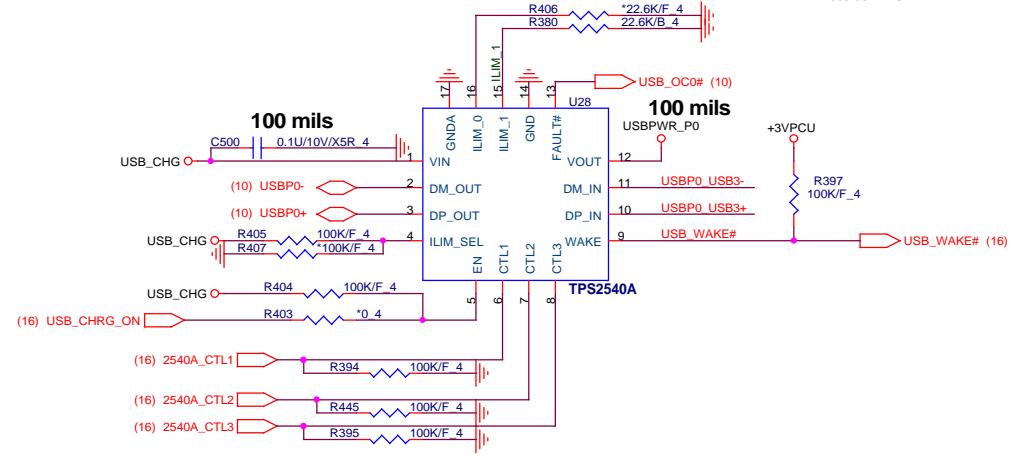 R406 *22.6K/F_4
R380 22.6K/B_4
ILIM_1
17 16 15 14 13
USB_OC0# (10)
U28
100 mils
100 mils
GNDA ILIM_0 ILIM_1 GND FAULT#
USBPWR_P0
+3VPCU
C500 0.1U/10V/X5R_4
USB_CHG 1 VIN VOUT 12
R397
100K/F_4
(10) USBP0- 2 DM_OUT DM_IN 11 USBP0_USB3-
(10) USBP0+ 3 DP_OUT DP_IN 10 USBP0_USB3+
USB_CHG R405 100K/F_4 4 ILIM_SEL WAKE 9 USB_WAKE# USB_WAKE# (16)
R407 *100K/F_4
EN CTL1 CTL2 CTL3
TPS2540A
USB_CHG R404 100K/F_4
5 6 7 8
(16) USB_CHRG_ON R403 *0_4
(16) 2540A_CTL1
R394 100K/F_4
(16) 2540A_CTL2
R445 100K/F_4
(16) 2540A_CTL3
R395 100K/F_4